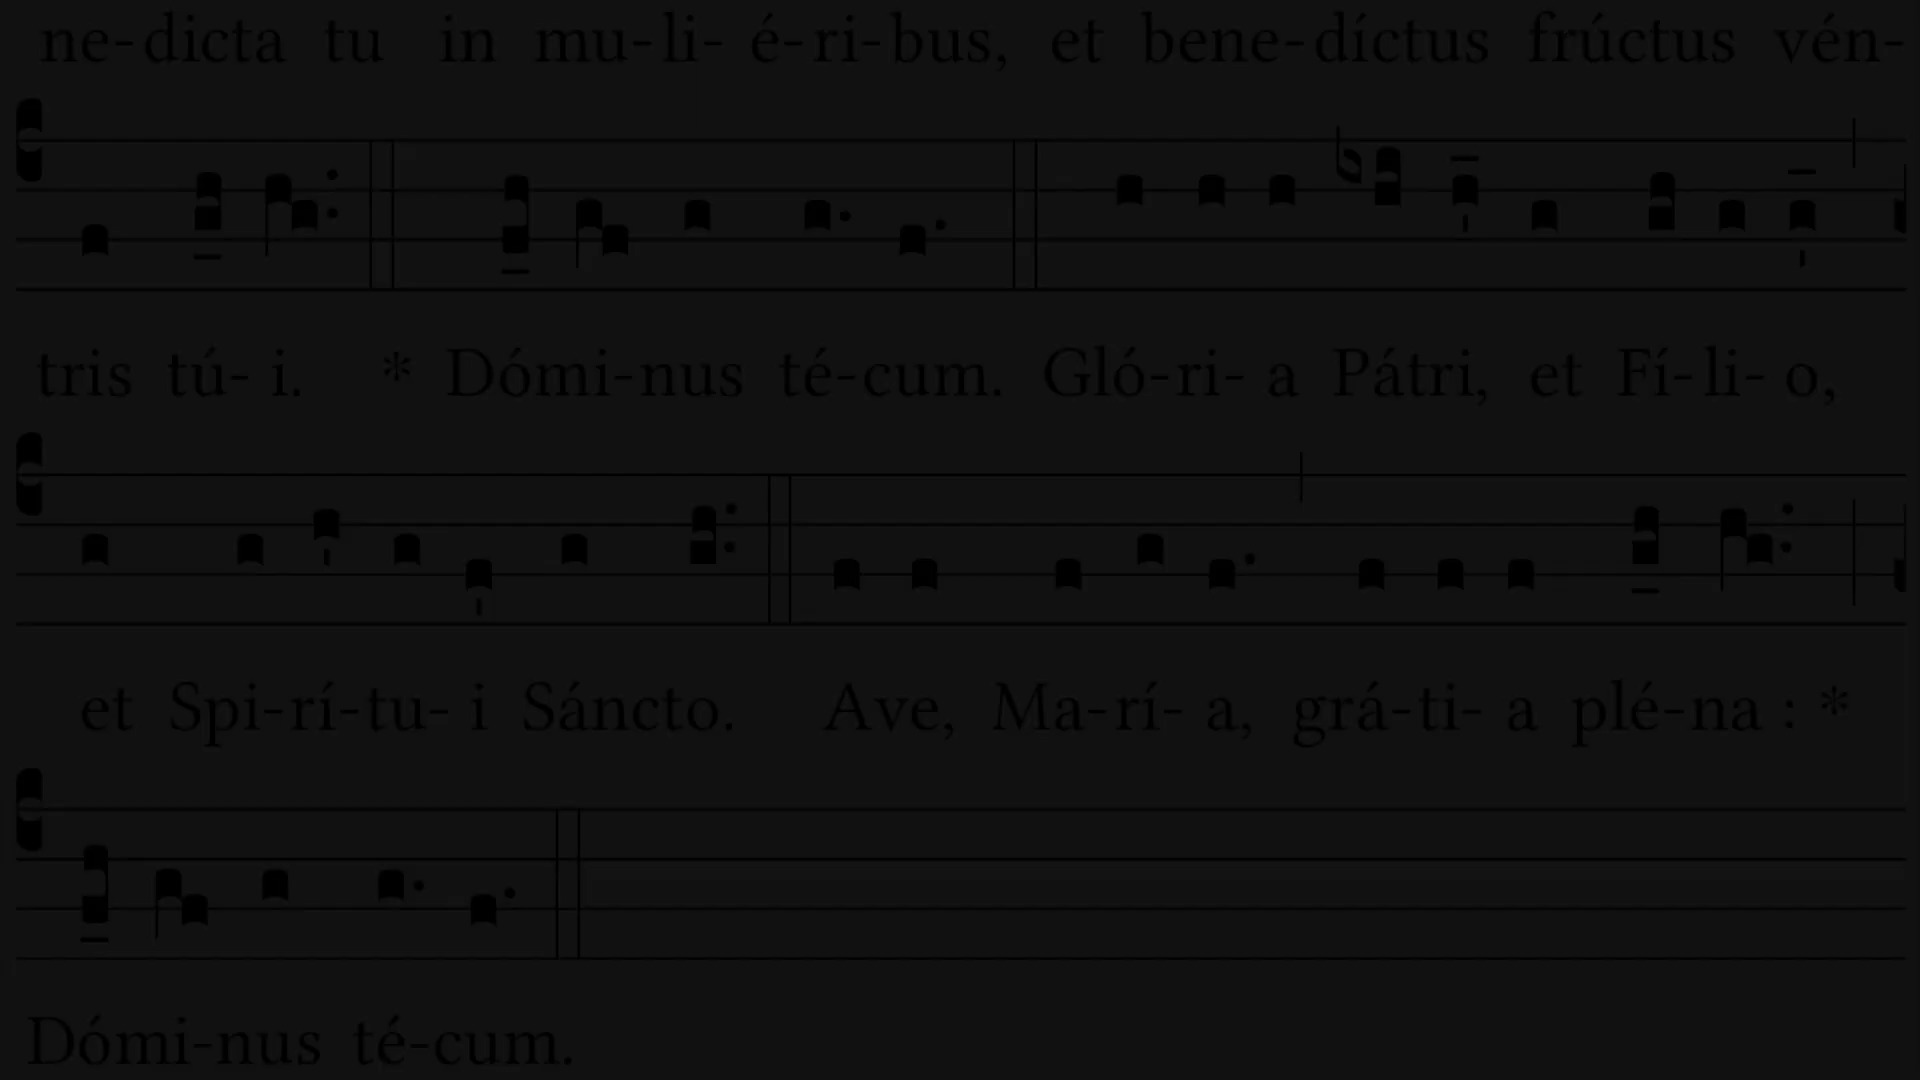 ne-dicta tu in mu-li- é-ri-bus, et bene-díctus frúctus vén-
tris tú- i. * Dómi-nus té-cum. Gló-ri- a Pátri, et Fí-li- o,
et Spi-rí-tu- i Sáncto. Ave, Ma-rí- a, grá-ti- a plé-na : *
Dómi-nus té-cum.